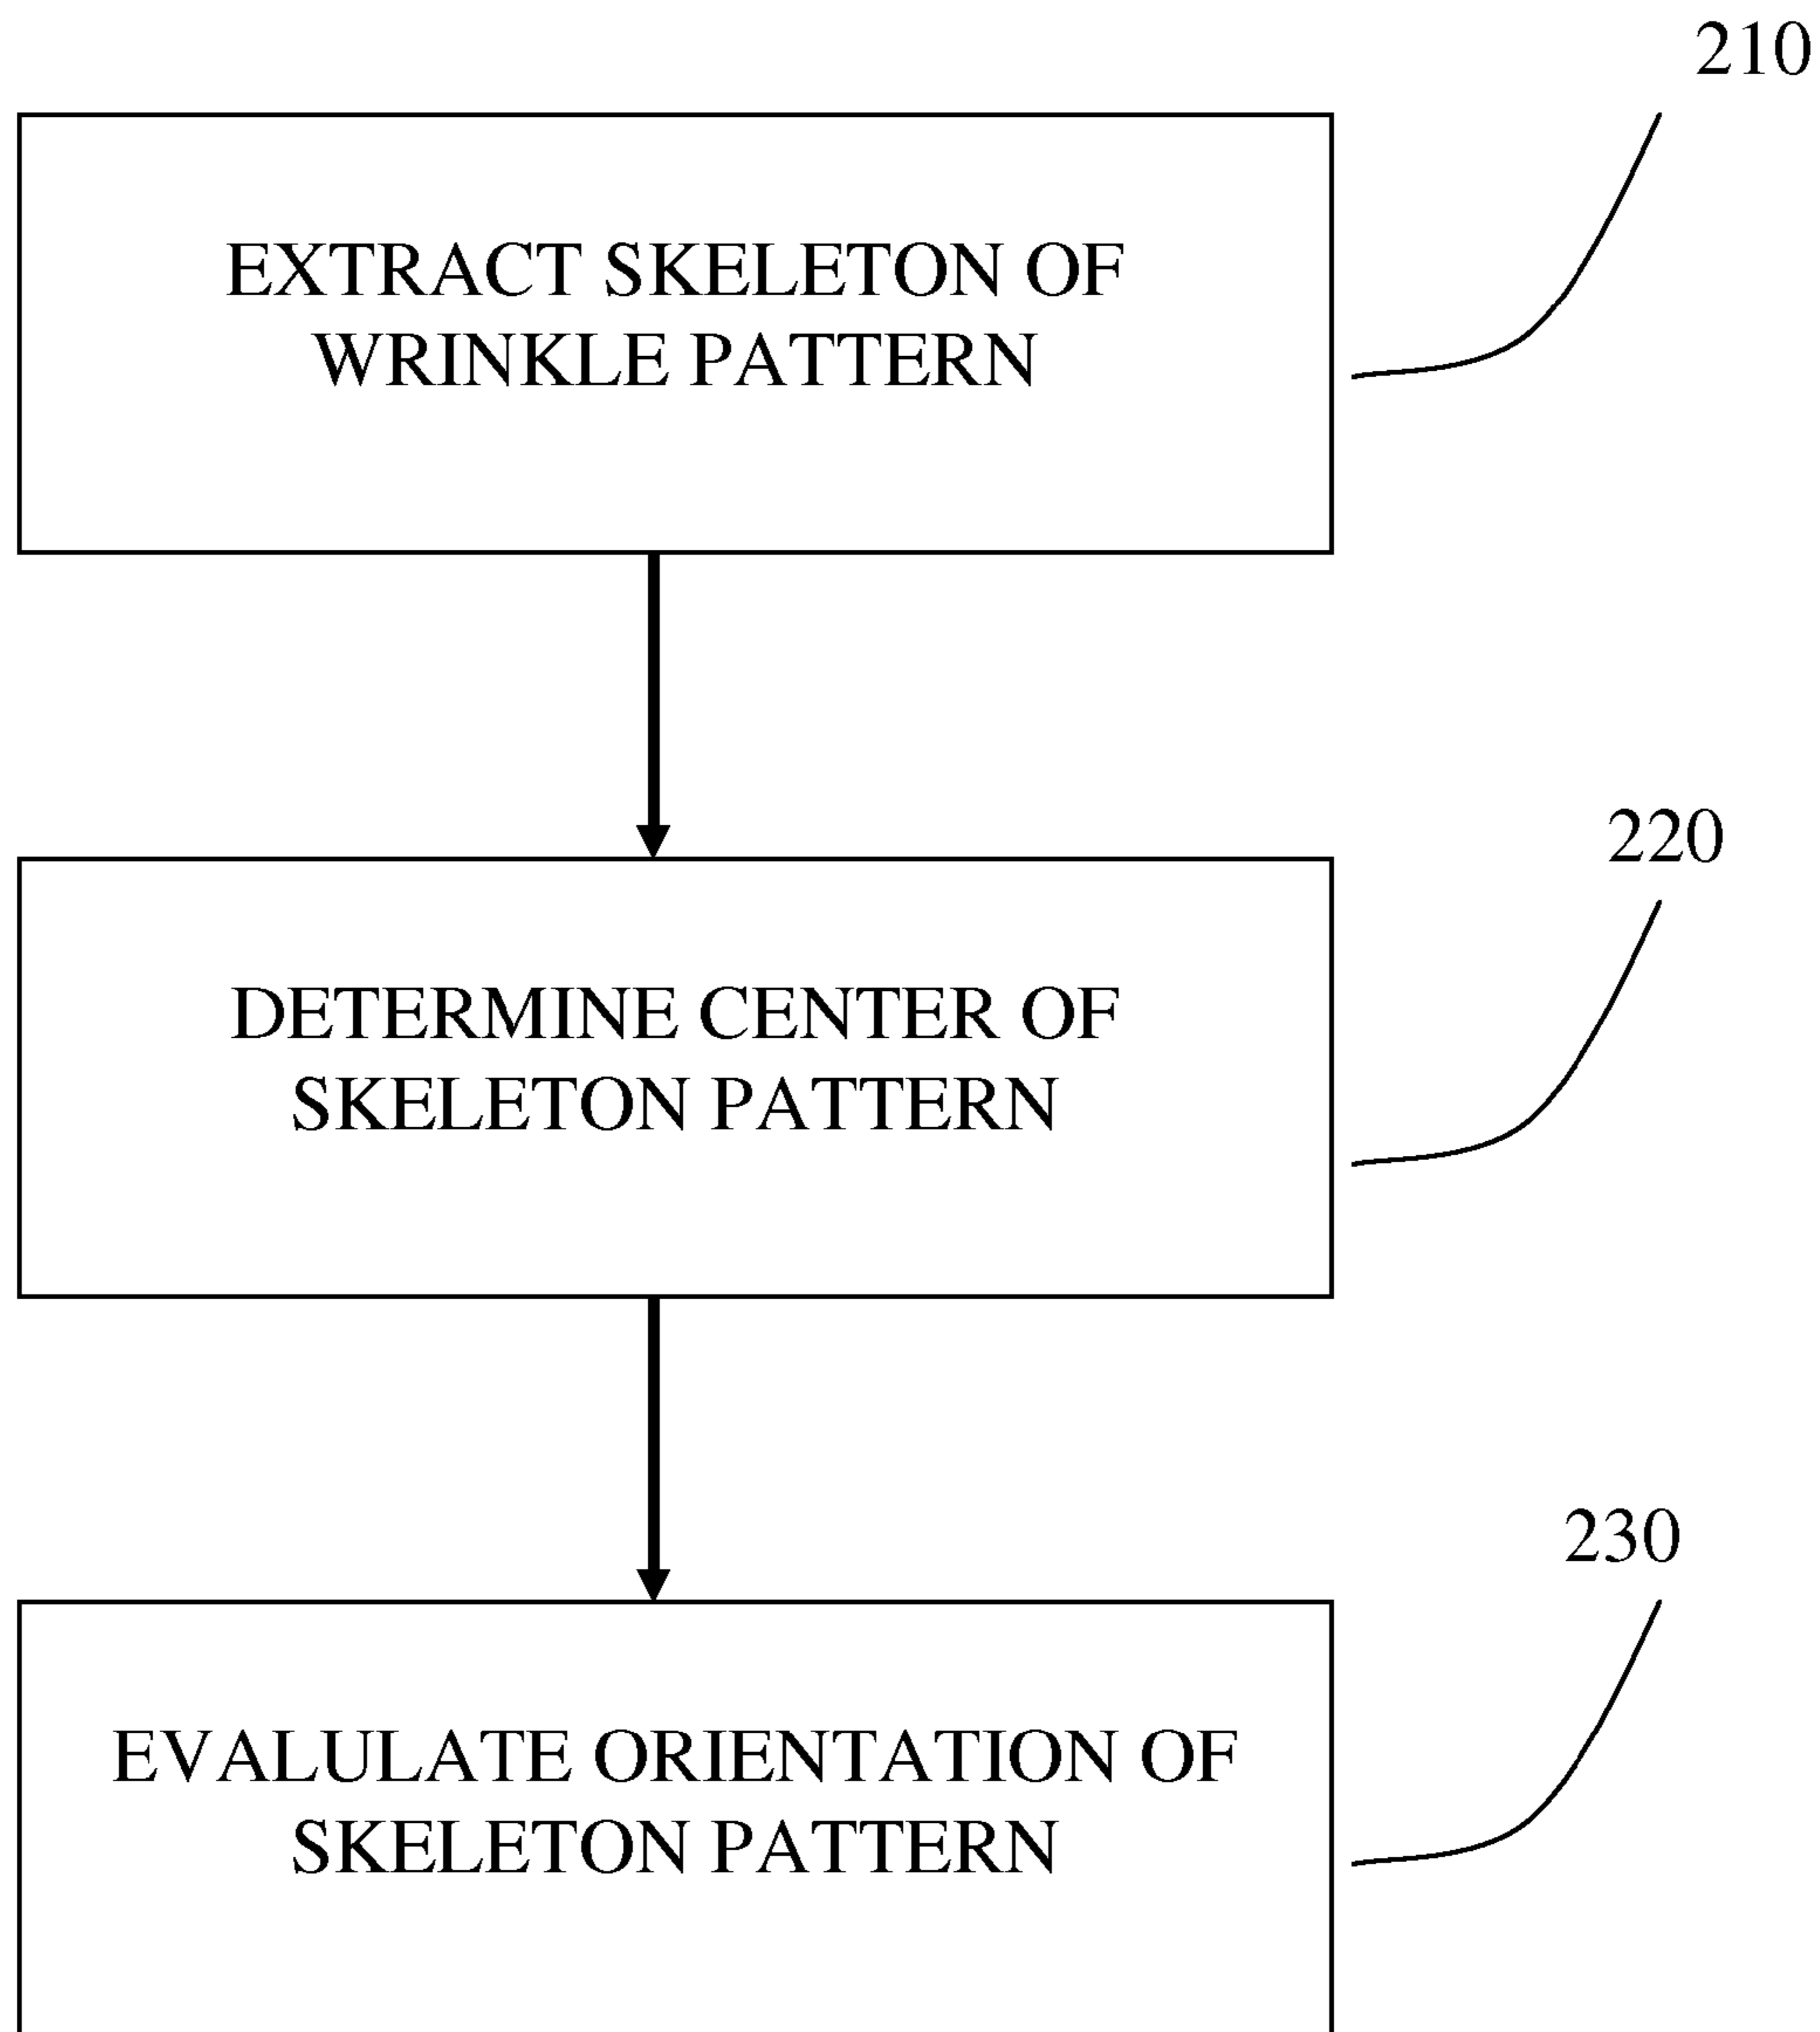 210
EXTRACT SKELETON OF
WRINKLE PATTERN
220
DETERMINE CENTER OF
SKELETON PATTERN
230
EVALULATE ORIENTATION OF
SKELETON PATTERN